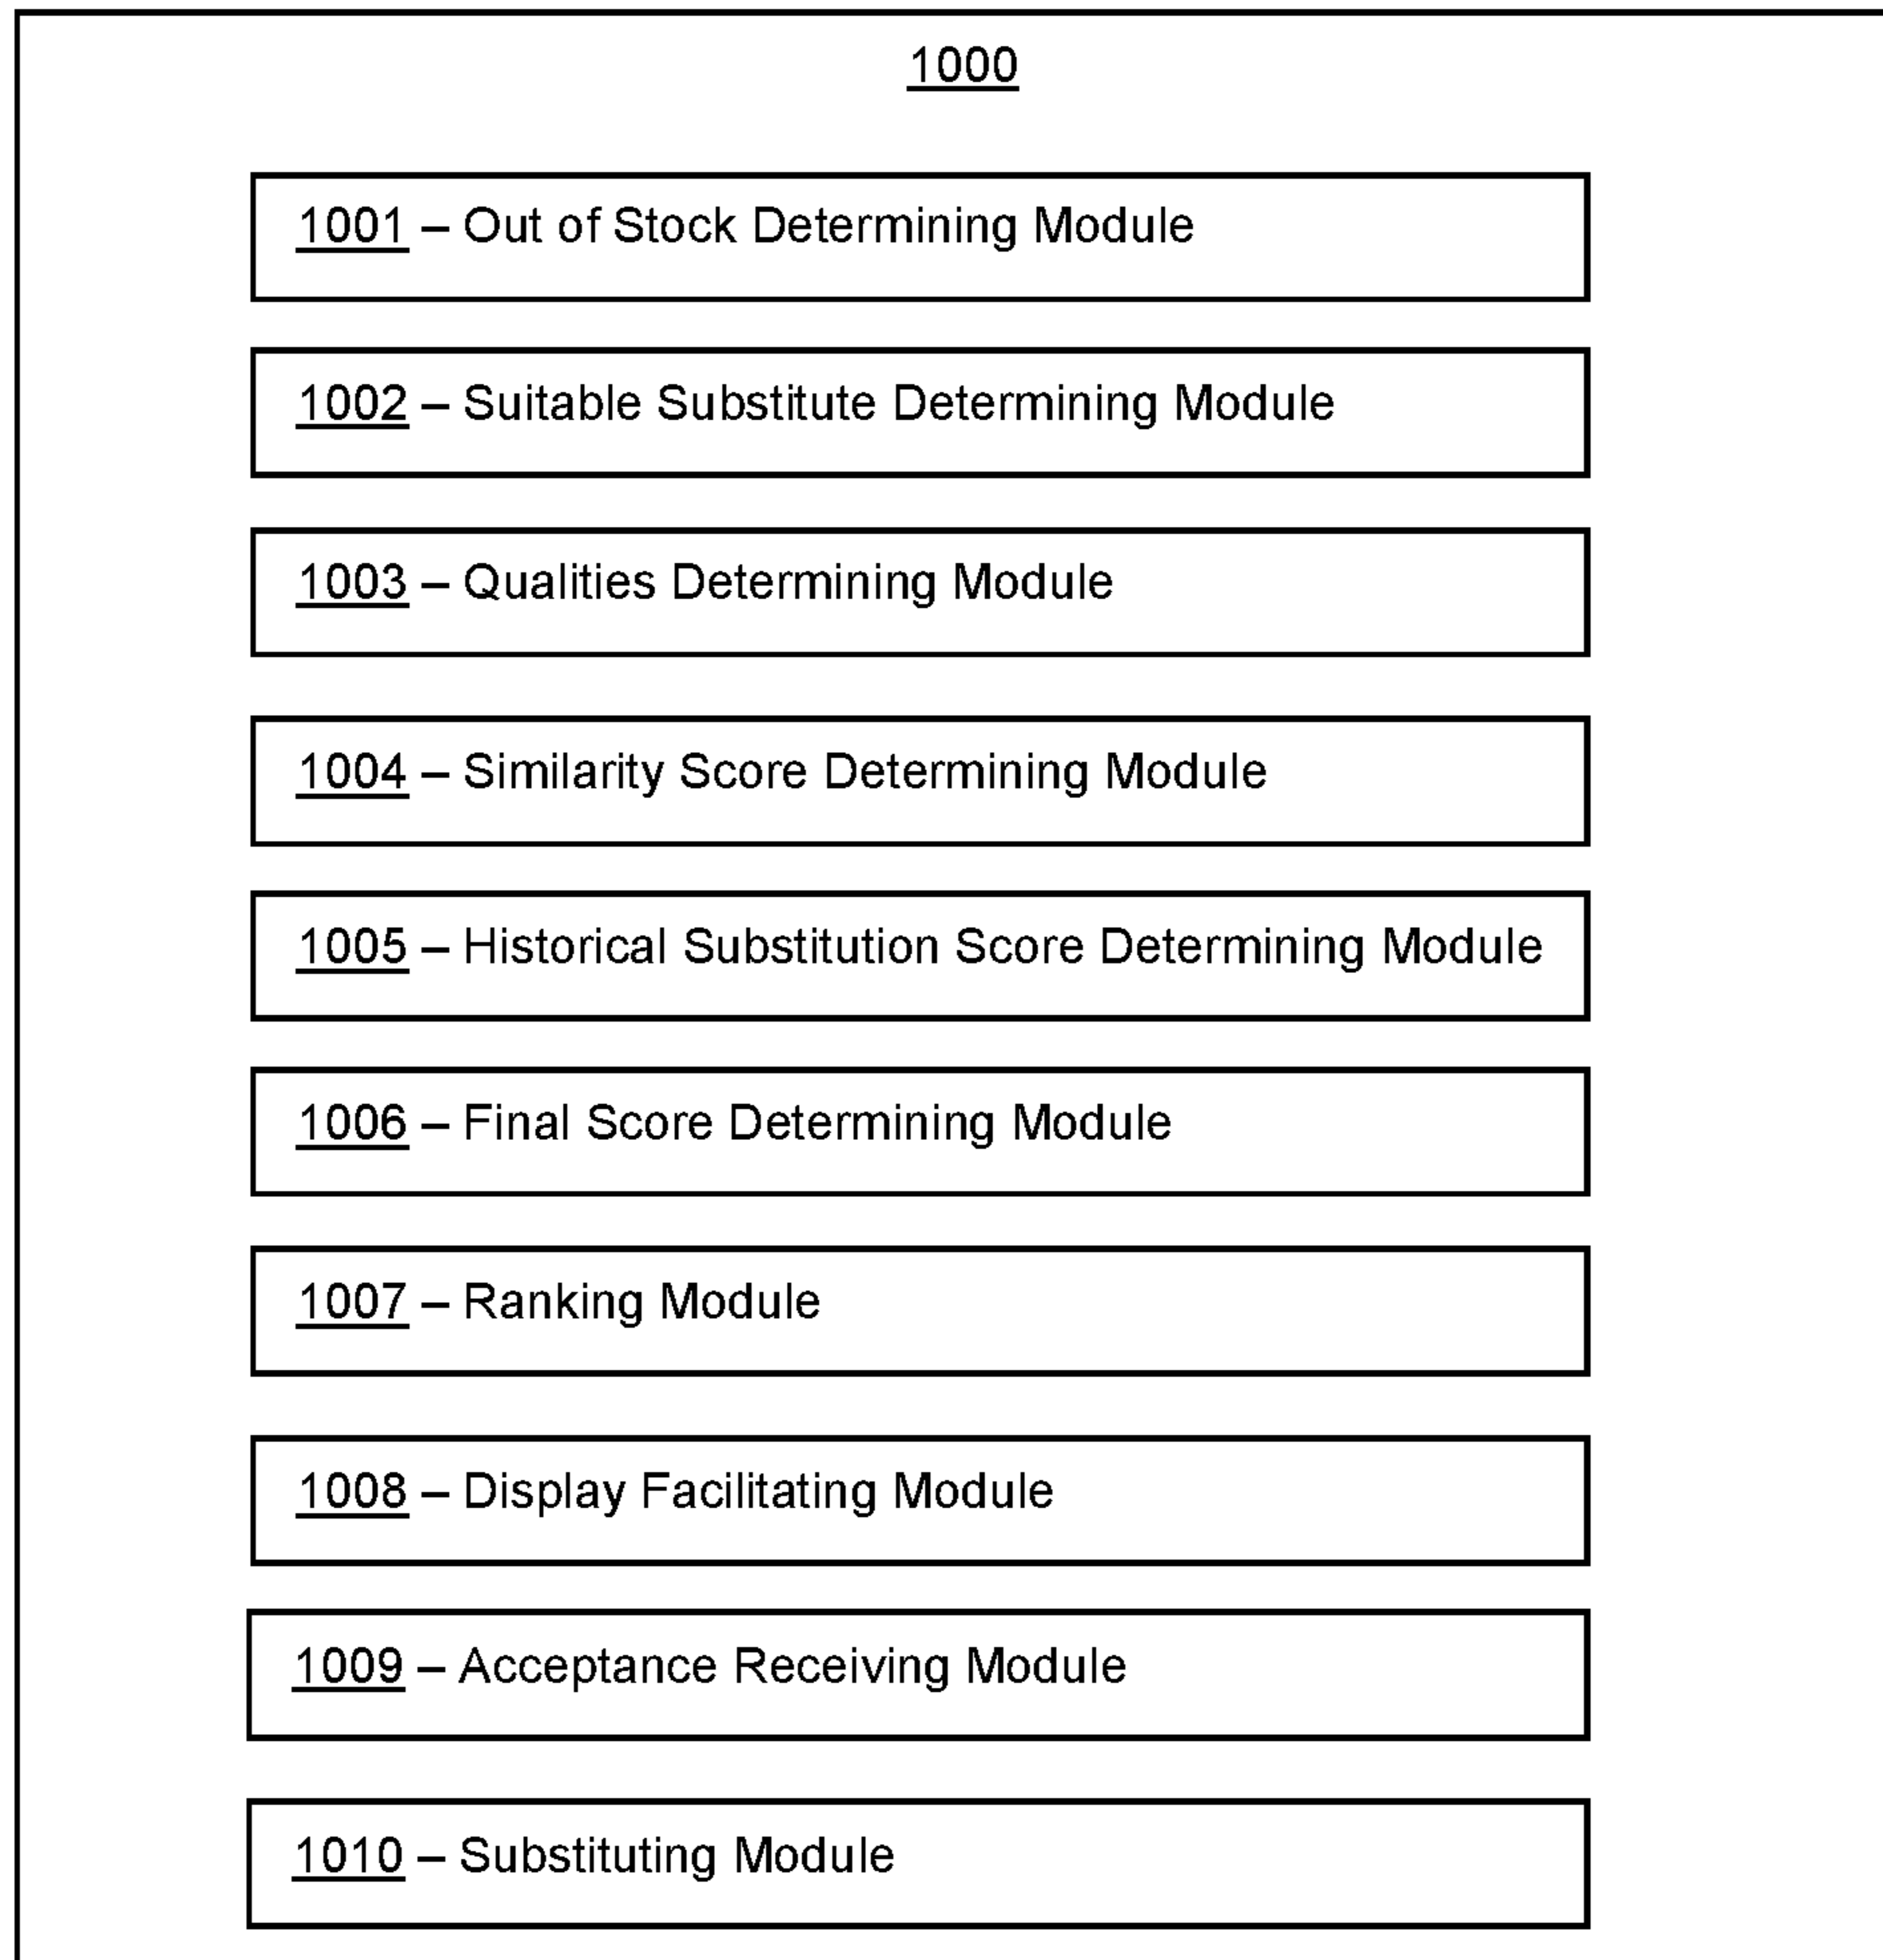 1000
1001 – Out of Stock Determining Module
1002 – Suitable Substitute Determining Module
1003 – Qualities Determining Module
1004 – Similarity Score Determining Module
1005 – Historical Substitution Score Determining Module
1006 – Final Score Determining Module
1007 – Ranking Module
1008 – Display Facilitating Module
1009 – Acceptance Receiving Module
1010 – Substituting Module